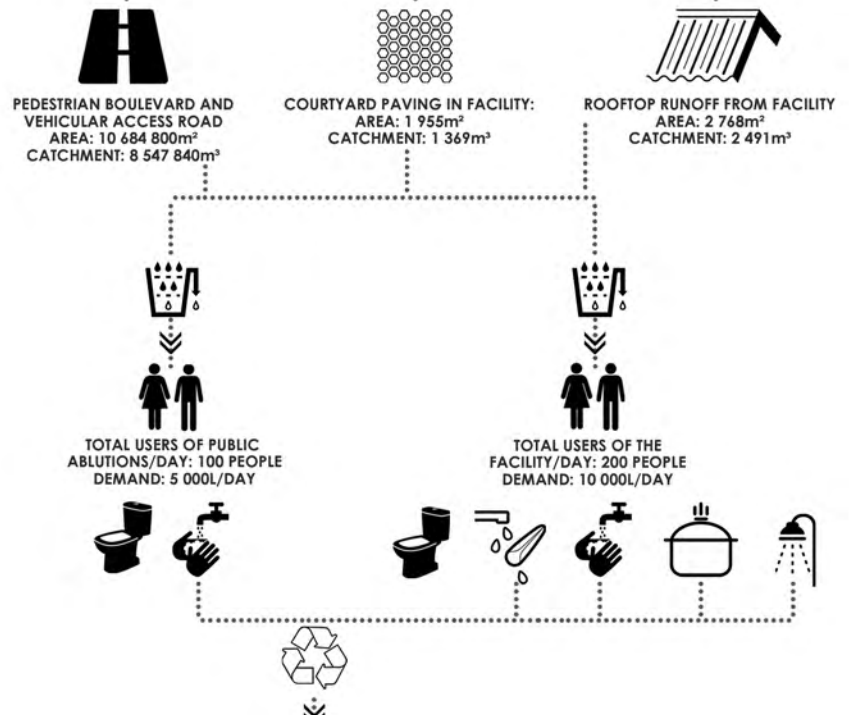 PEDESTRIAN BOULEVARD AND
VEHICULAR ACCESS ROAD
AREA: 10 684 800m²
CATCHMENT: 8 547 840m³
COURTYARD PAVING IN FACILITY:
AREA: 1 955m²
CATCHMENT: 1 369m³
ROOFTOP RUNOFF FROM FACILITY
AREA: 2 768m²
CATCHMENT: 2 491m³
TOTAL USERS OF PUBLIC
ABLUTIONS/DAY: 100 PEOPLE
DEMAND: 5 000L/DAY
TOTAL USERS OF THE
FACILITY/DAY: 200 PEOPLE
DEMAND: 10 000L/DAY